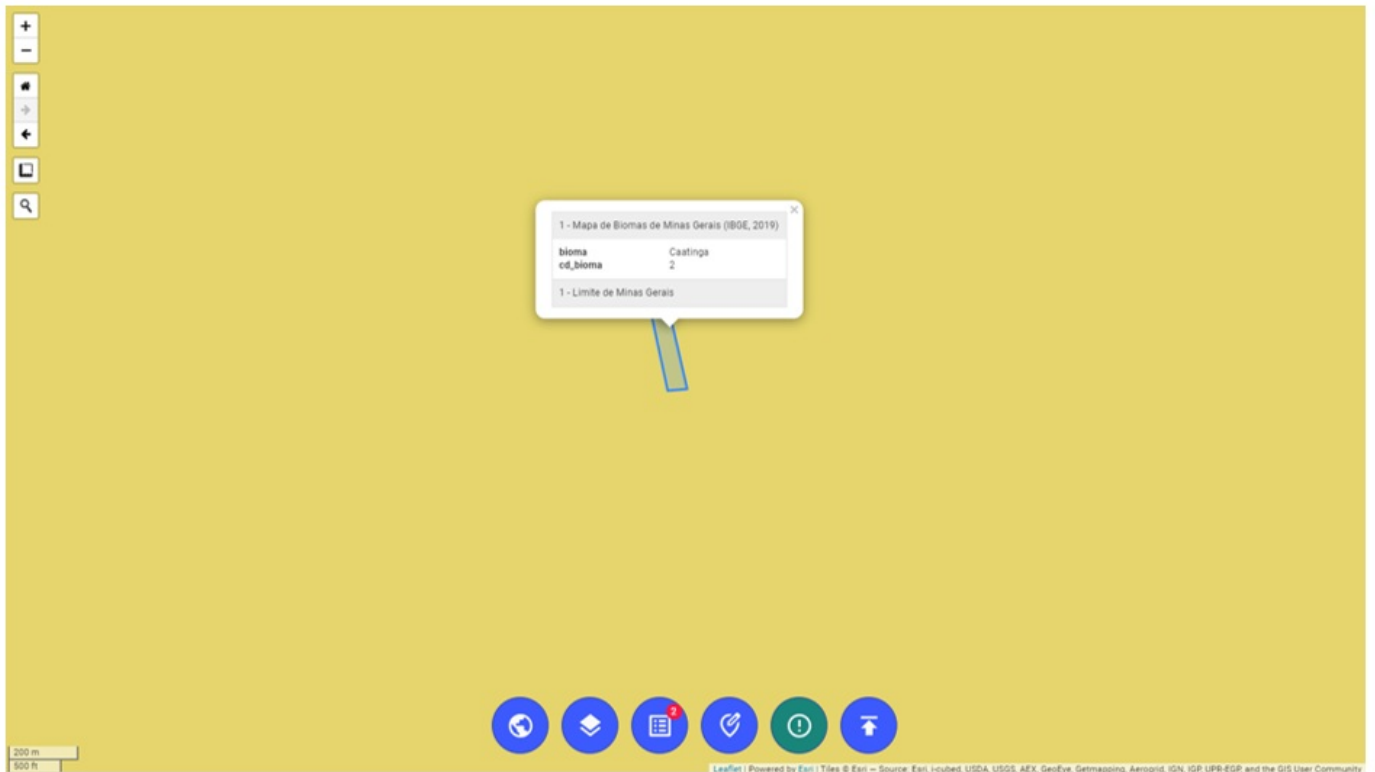 +
−
×
1 - Mapa de Biomas de Minas Gerais (IBGE, 2019)
bioma Caatinga
cd_bioma 2
1 - Limite de Minas Gerais
2
200 m
500 ft
Leaflet | Powered by Esri | Tiles © Esri — Source: Esri, i-cubed, USDA, USGS, AEX, GeoEye, Getmapping, Aerogrid, IGN, IGP, UPR-EGP, and the GIS User Community